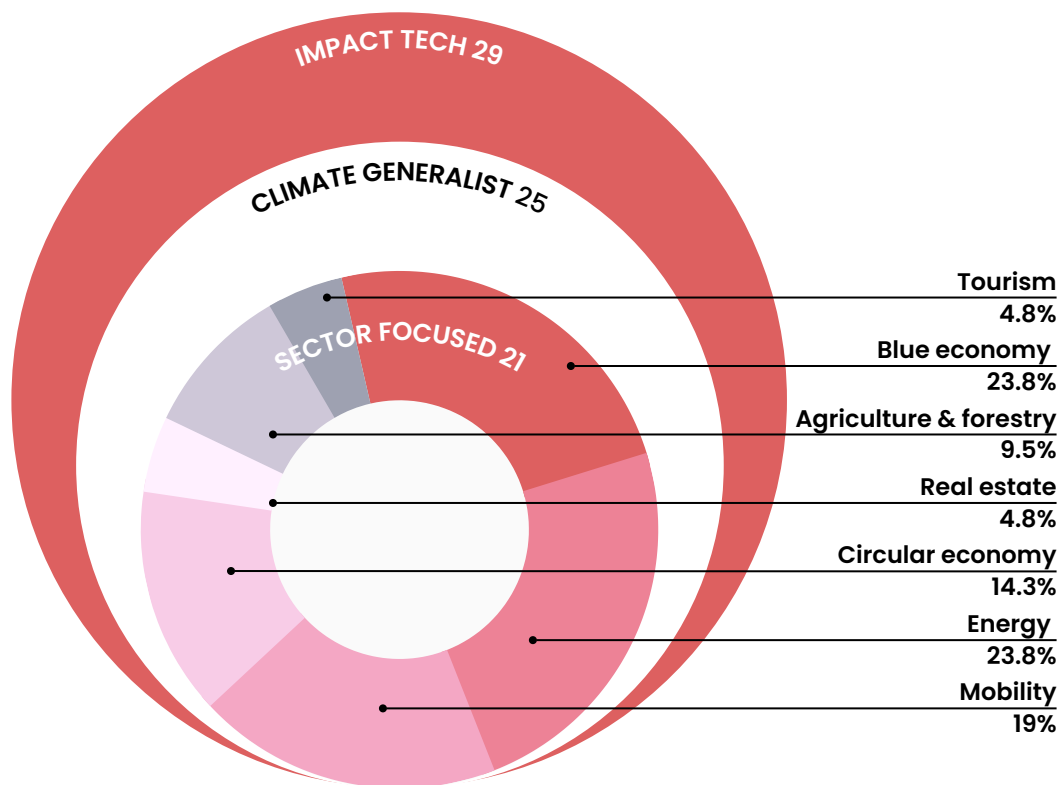 IMPACT TECH 29
CLIMATE GENERALIST 25
SECTOR FOCUSED 21
Tourism
4.8%
Blue economy
23.8%
Agriculture & forestry
9.5%
Real estate
4.8%
Circular economy
14.3%
Energy
23.8%
Mobility
19%